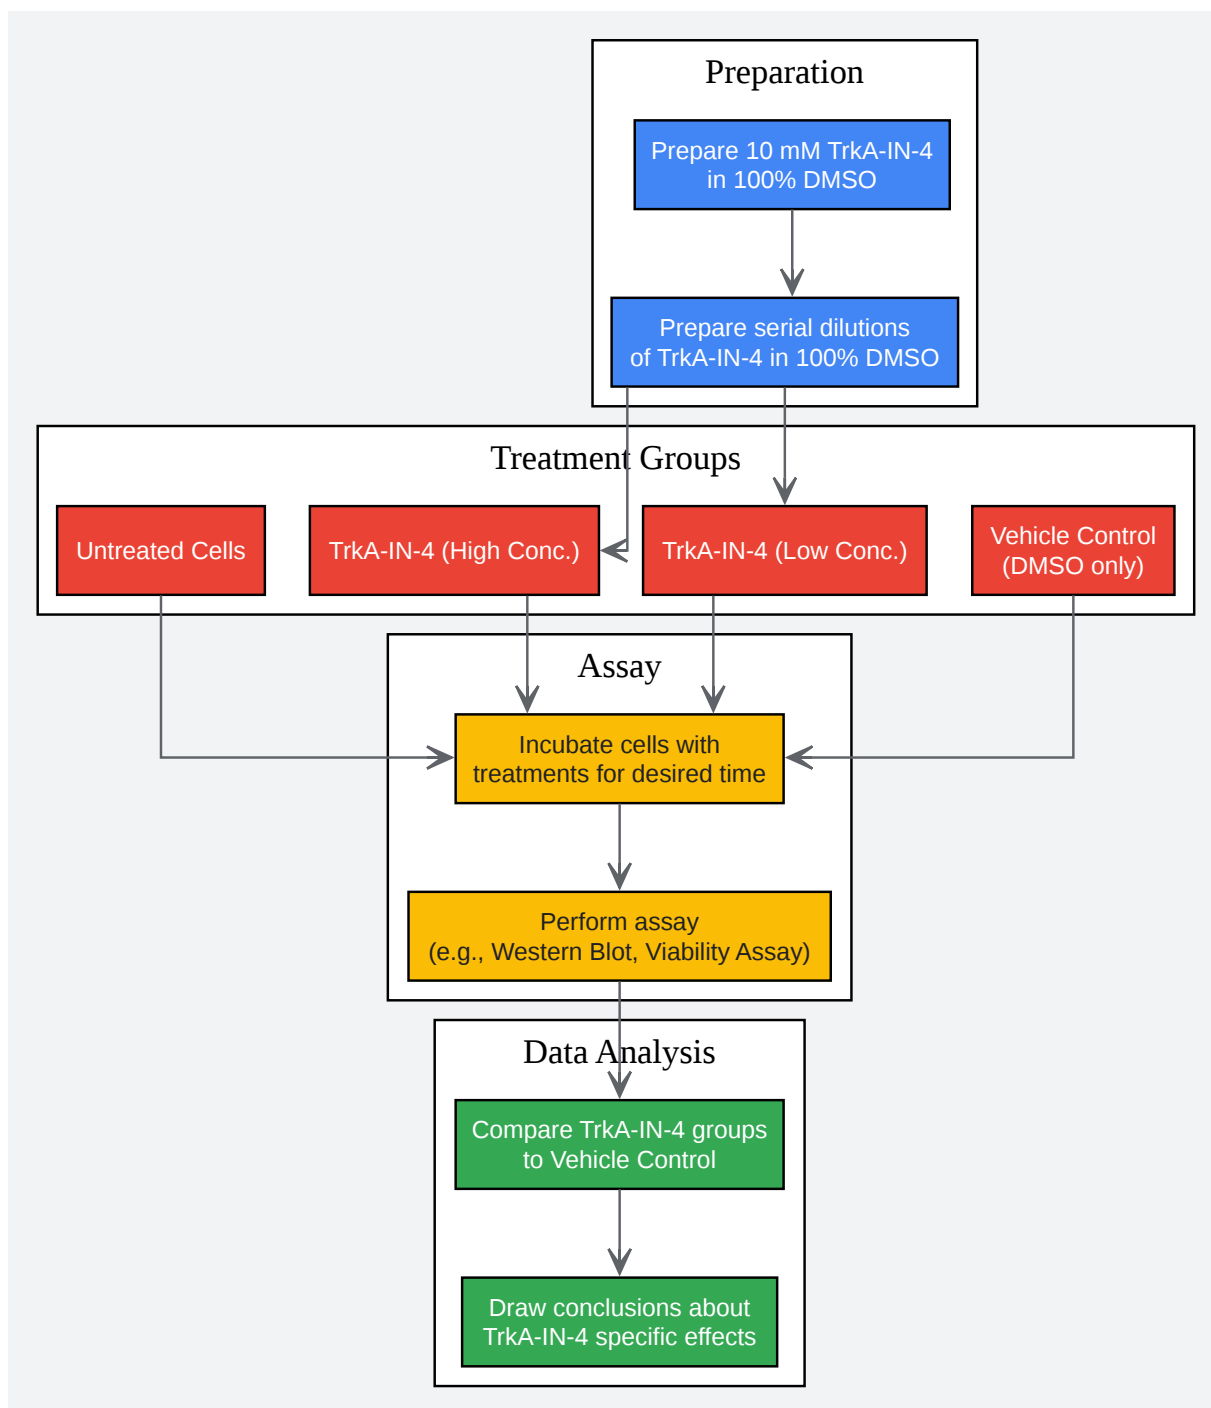 Preparation
Prepare 10 mM TrkA-IN-4
in 100% DMSO
Prepare serial dilutions
of TrkA-IN-4 in 100% DMSO
Treatment Groups
Untreated Cells
TrkA-IN-4 (High Conc.)
TrkA-IN-4 (Low Conc.)
Vehicle Control
(DMSO only)
Assay
Incubate cells with
treatments for desired time
Perform assay
(e.g., Western Blot, Viability Assay)
Data Analysis
Compare TrkA-IN-4 groups
to Vehicle Control
Draw conclusions about
TrkA-IN-4 specific effects